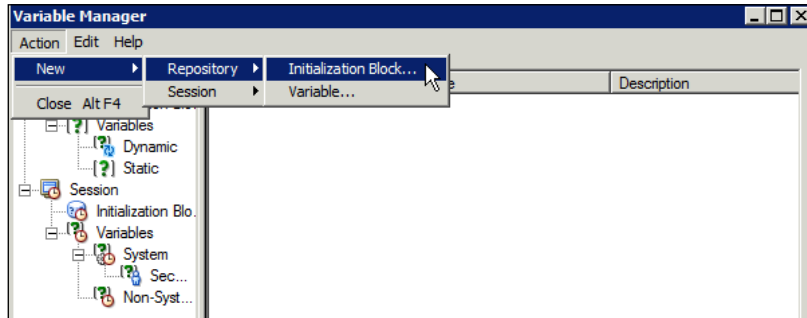 Variable Manager
Action Edit Help
New Repository Initialization Block...
Description
Session Variable...
Close Alt F4
Variables
Dynamic
Static
Session
Initialization Blo.
Variables
System
Sec...
Non-Syst...